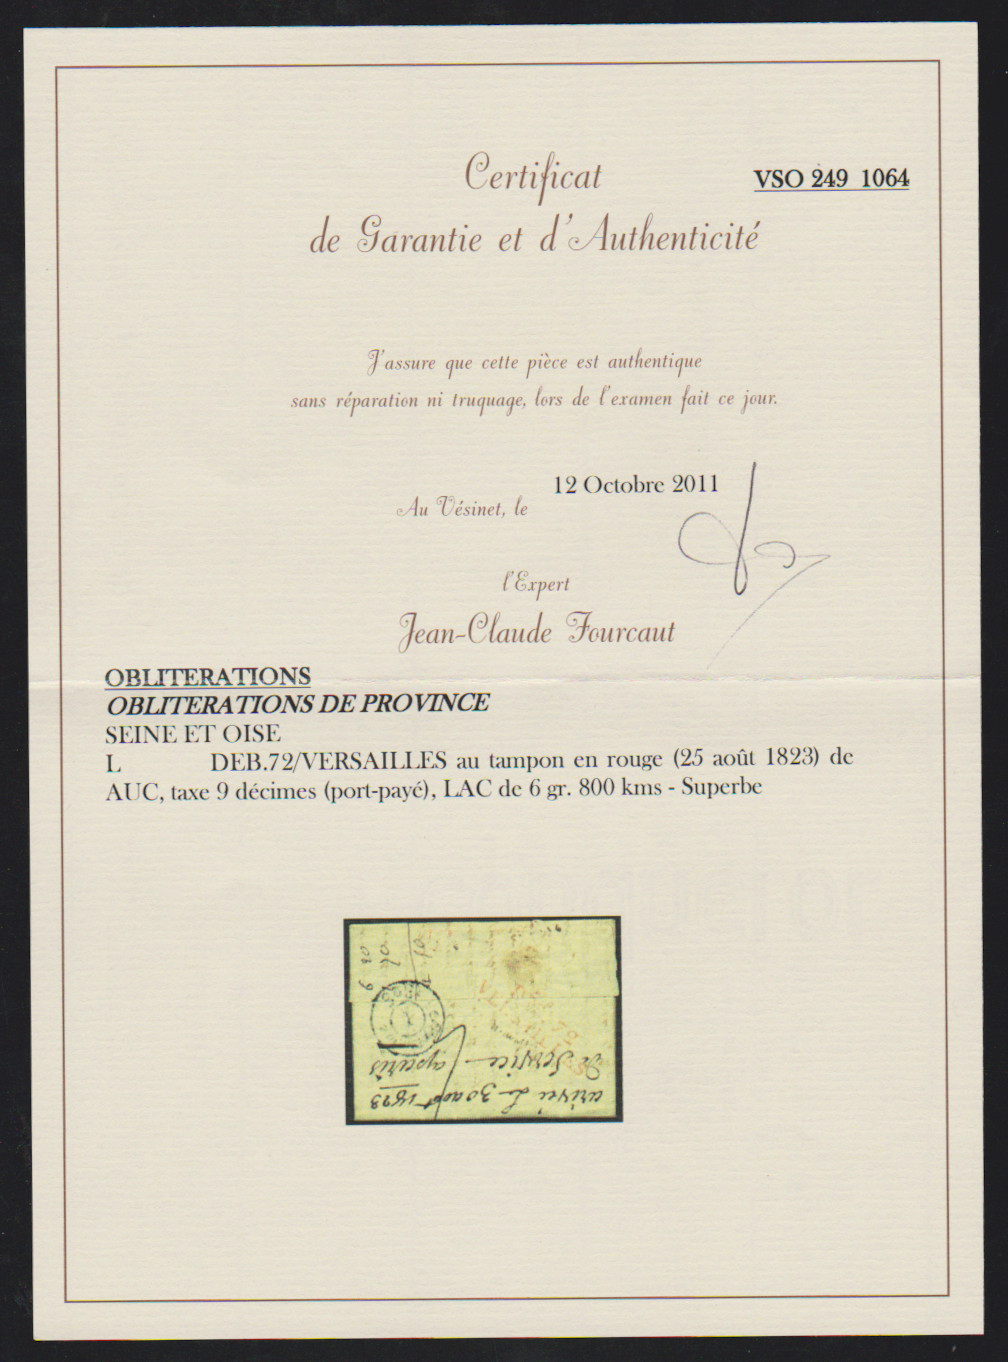 Certificat
VSO 249 1064
de Garantie et d'Authenticité
J'assure que cette pièce est authentique
sans réparation ni truquage, lors de l'examen fait ce jour.
12 Octobre 2011
Au Vésinet, le
l'Expert
Jean-Claude Fourcaut
OBLITERATIONS
OBLITERATIONS DE PROVINCE
SEINE ET OISE
L DEB.72/VERSAILLES au tampon en rouge (25 août 1823) de
AUC, taxe 9 décimes (port-payé), LAC de 6 gr. 800 kms - Superbe
De Service
1823